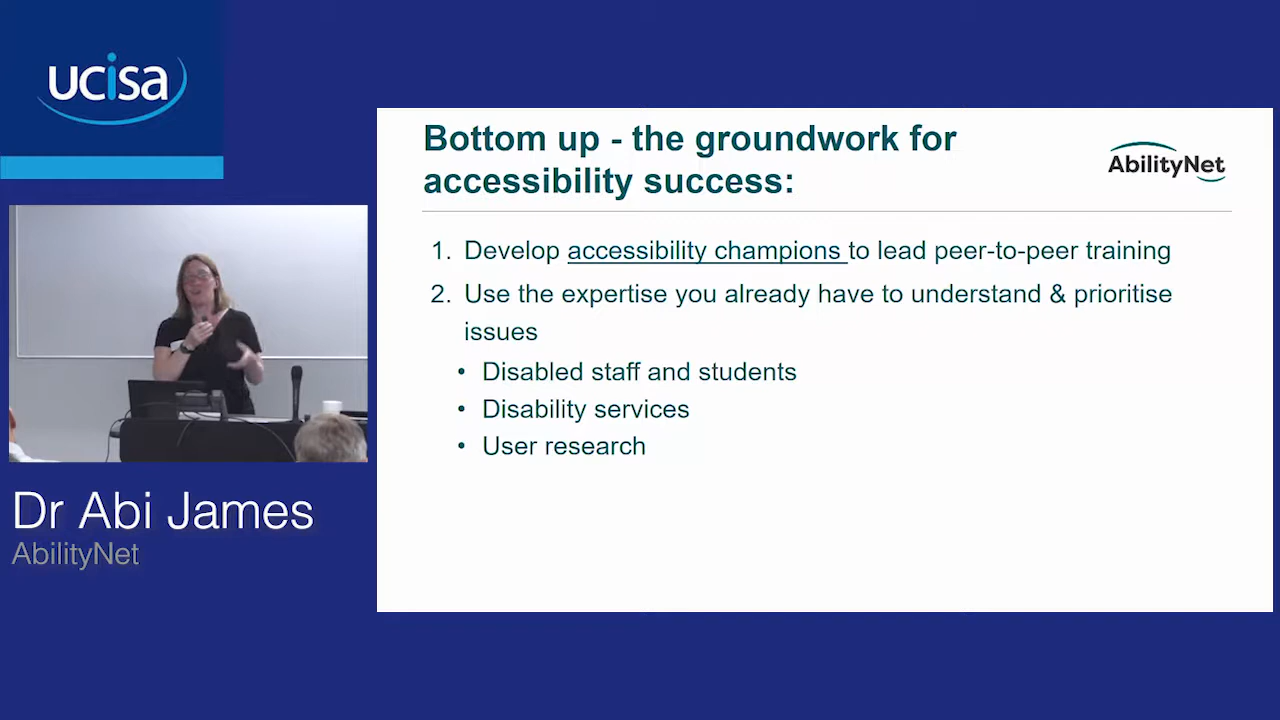 ucisa
Bottom up - the groundwork for
accessibility success:
AbilityNet
1. Develop accessibility champions to lead peer-to-peer training
2. Use the expertise you already have to understand & prioritise
issues
• Disabled staff and students
• Disability services
• User research
Dr Abi James
AbilityNet